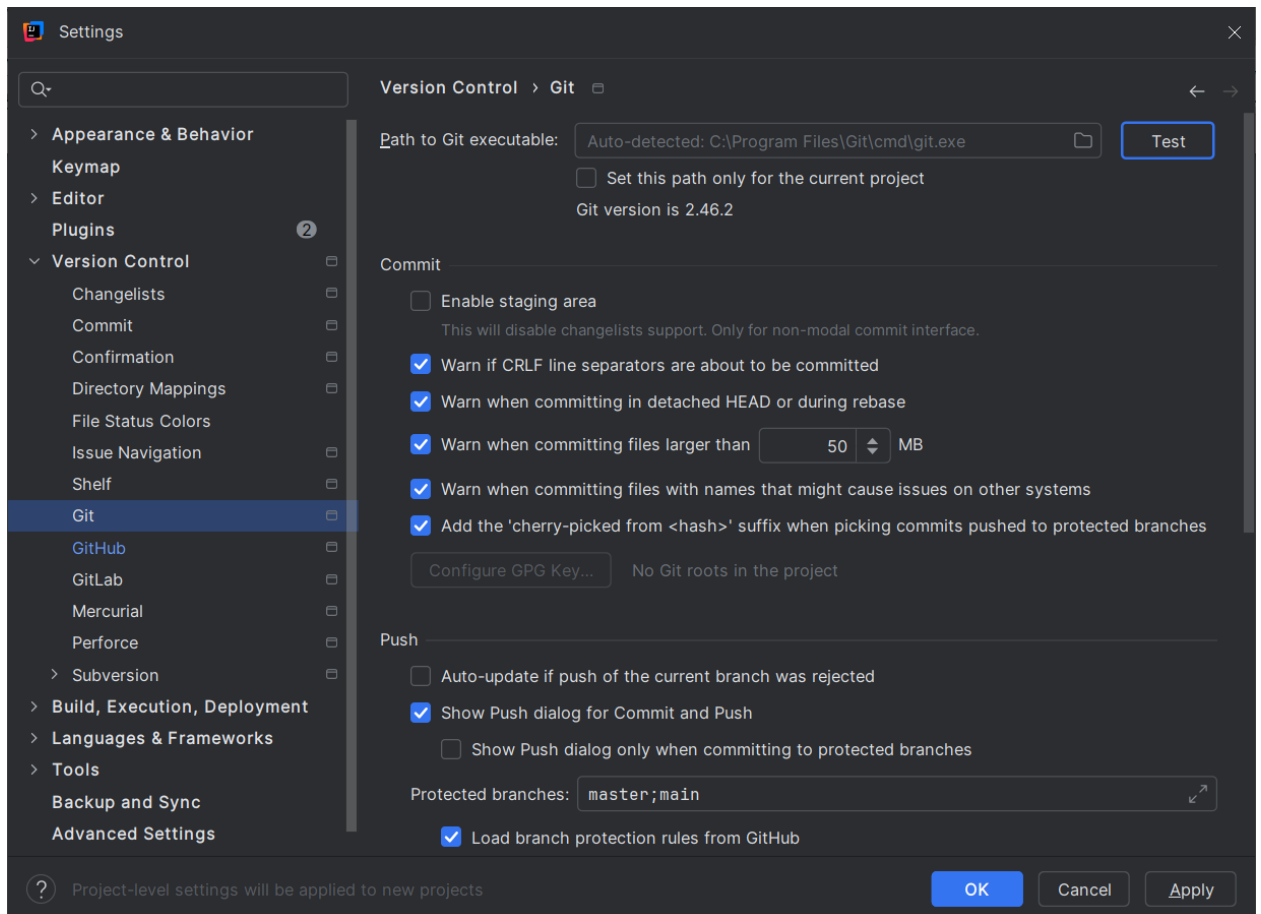 Settings
Version Control › Git
Appearance & Behavior
Keymap
Editor
Plugins 2
Version Control
Changelists
Commit
Confirmation
Directory Mappings
File Status Colors
Issue Navigation
Shelf
Git
GitHub
GitLab
Mercurial
Perforce
Subversion
Build, Execution, Deployment
Languages & Frameworks
Tools
Backup and Sync
Advanced Settings
Path to Git executable: Auto-detected: C:\Program Files\Git\cmd\git.exe Test
Set this path only for the current project
Git version is 2.46.2
Commit
Enable staging area
This will disable changelists support. Only for non-modal commit interface.
Warn if CRLF line separators are about to be committed
Warn when committing in detached HEAD or during rebase
Warn when committing files larger than 50 MB
Warn when committing files with names that might cause issues on other systems
Add the 'cherry-picked from <hash>' suffix when picking commits pushed to protected branches
Configure GPG Key... No Git roots in the project
Push
Auto-update if push of the current branch was rejected
Show Push dialog for Commit and Push
Show Push dialog only when committing to protected branches
Protected branches: master;main
Load branch protection rules from GitHub
? Project-level settings will be applied to new projects
OK Cancel Apply